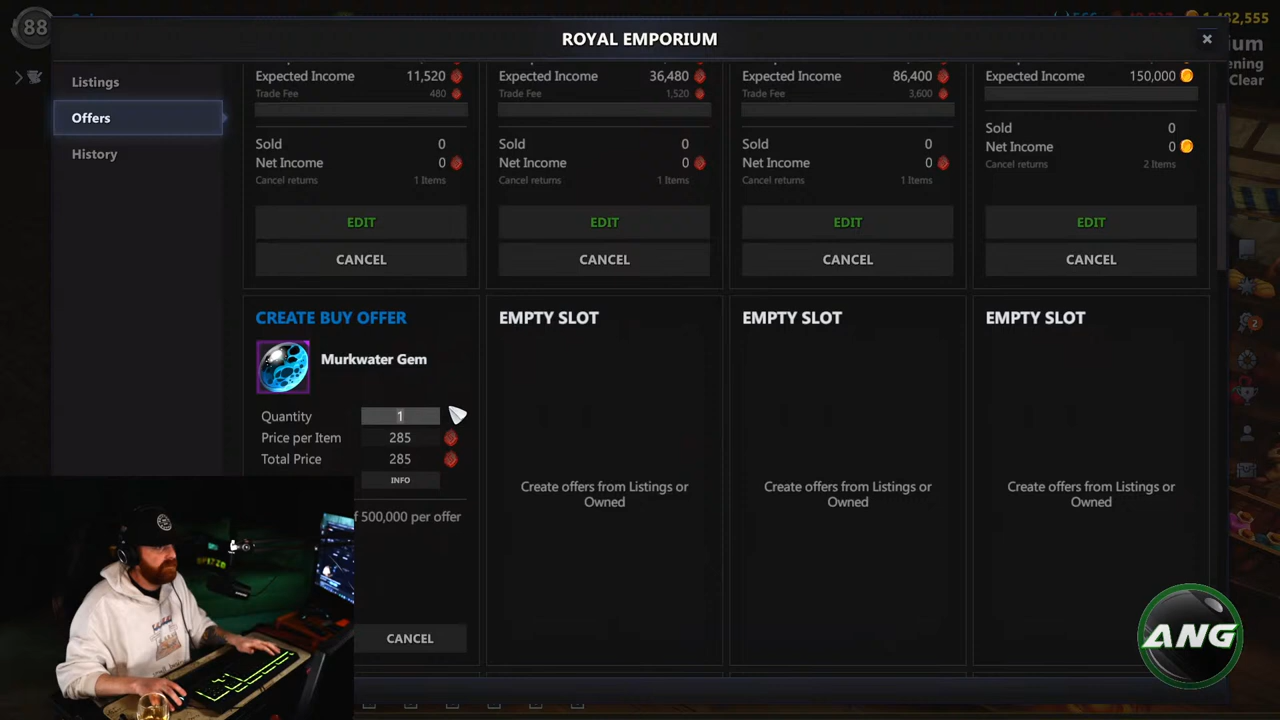 88
1,482,555
ROYAL EMPORIUM
Listings
Offers
History
Expected Income 11,520
Trade Fee 480
Sold 0
Net Income 0
Cancel returns 1 Items
EDIT
CANCEL
Expected Income 36,480
Trade Fee 1,520
Sold 0
Net Income 0
Cancel returns 1 Items
EDIT
CANCEL
Expected Income 86,400
Trade Fee 3,600
Sold 0
Net Income 0
Cancel returns 1 Items
EDIT
CANCEL
Expected Income 150,000
Sold 0
Net Income 0
Cancel returns 2 Items
EDIT
CANCEL
CREATE BUY OFFER
Murkwater Gem
Quantity 1
Price per Item 285
Total Price 285
INFO
f 500,000 per offer
CANCEL
EMPTY SLOT
Create offers from Listings or
Owned
EMPTY SLOT
Create offers from Listings or
Owned
EMPTY SLOT
Create offers from Listings or
Owned
Clear
2
ANG